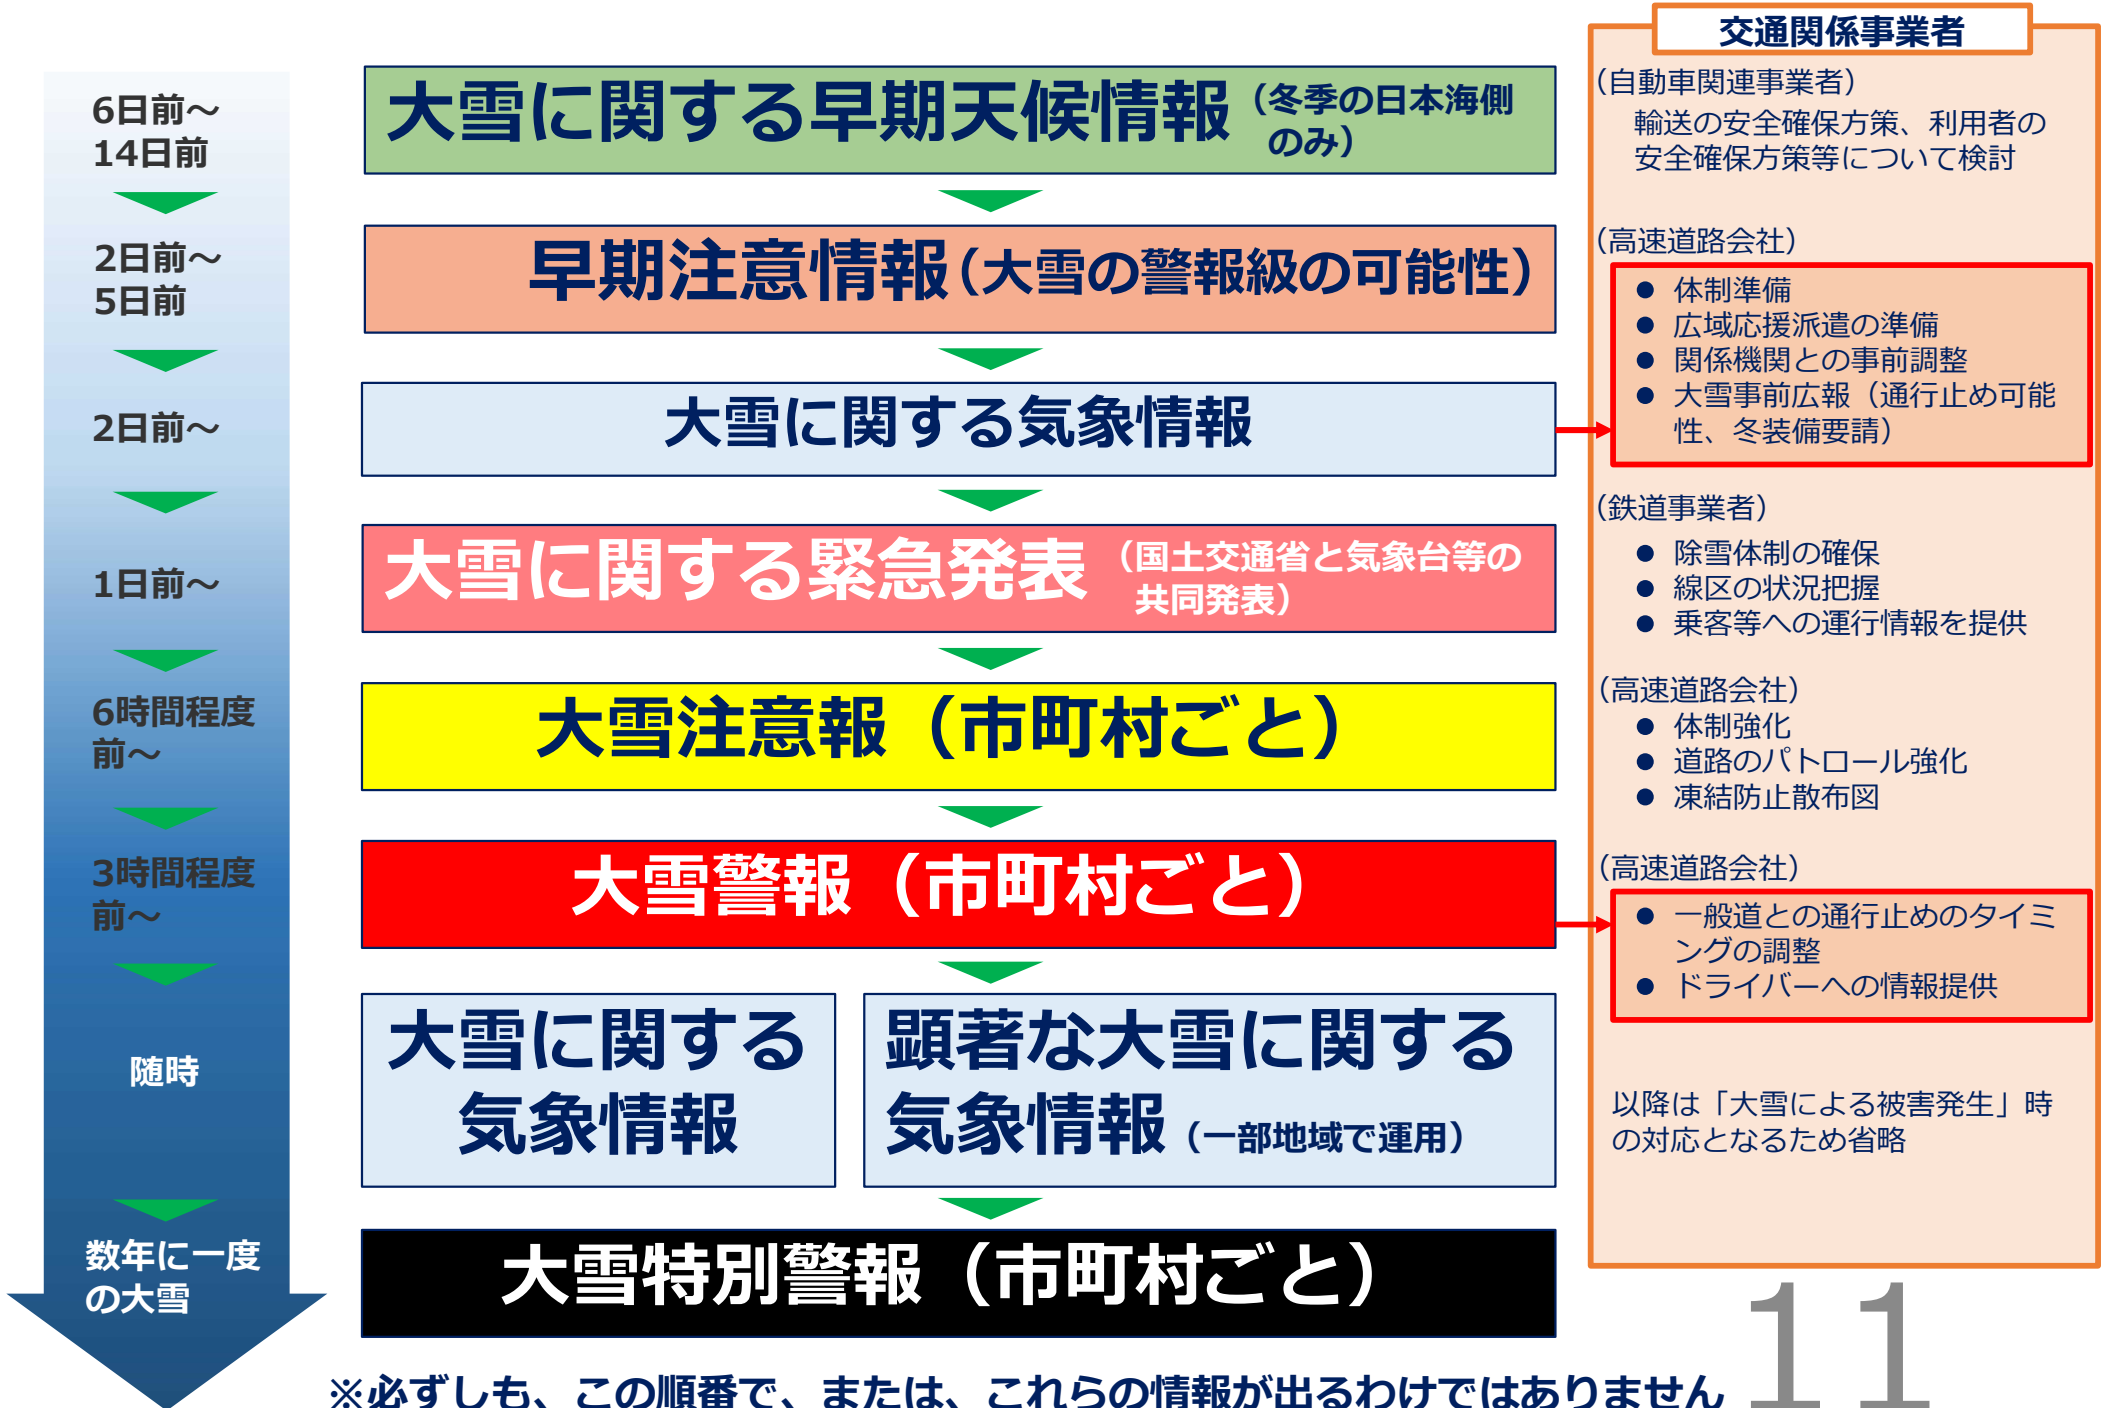 6日前～
14日前
2日前～
5日前
2日前～
1日前～
6時間程度
前～
3時間程度
前～
随時
数年に一度
の大雪
大雪に関する早期天候情報（冬季の日本海側
のみ）
早期注意情報（大雪の警報級の可能性）
大雪に関する気象情報
大雪に関する緊急発表（国土交通省と気象台等の
共同発表）
大雪注意報（市町村ごと）
大雪警報（市町村ごと）
大雪に関する
気象情報
顕著な大雪に関する
気象情報（一部地域で運用）
大雪特別警報（市町村ごと）
※必ずしも、この順番で、または、これらの情報が出るわけではありません
交通関係事業者
（自動車関連事業者）
輸送の安全確保方策、利用者の
安全確保方策等について検討
（高速道路会社）
● 体制準備
● 広域応援派遣の準備
● 関係機関との事前調整
● 大雪事前広報（通行止め可能
性、冬装備要請）
（鉄道事業者）
● 除雪体制の確保
● 線区の状況把握
● 乗客等への運行情報を提供
（高速道路会社）
● 体制強化
● 道路のパトロール強化
● 凍結防止散布図
（高速道路会社）
● 一般道との通行止めのタイミ
ングの調整
● ドライバーへの情報提供
以降は「大雪による被害発生」時
の対応となるため省略
11